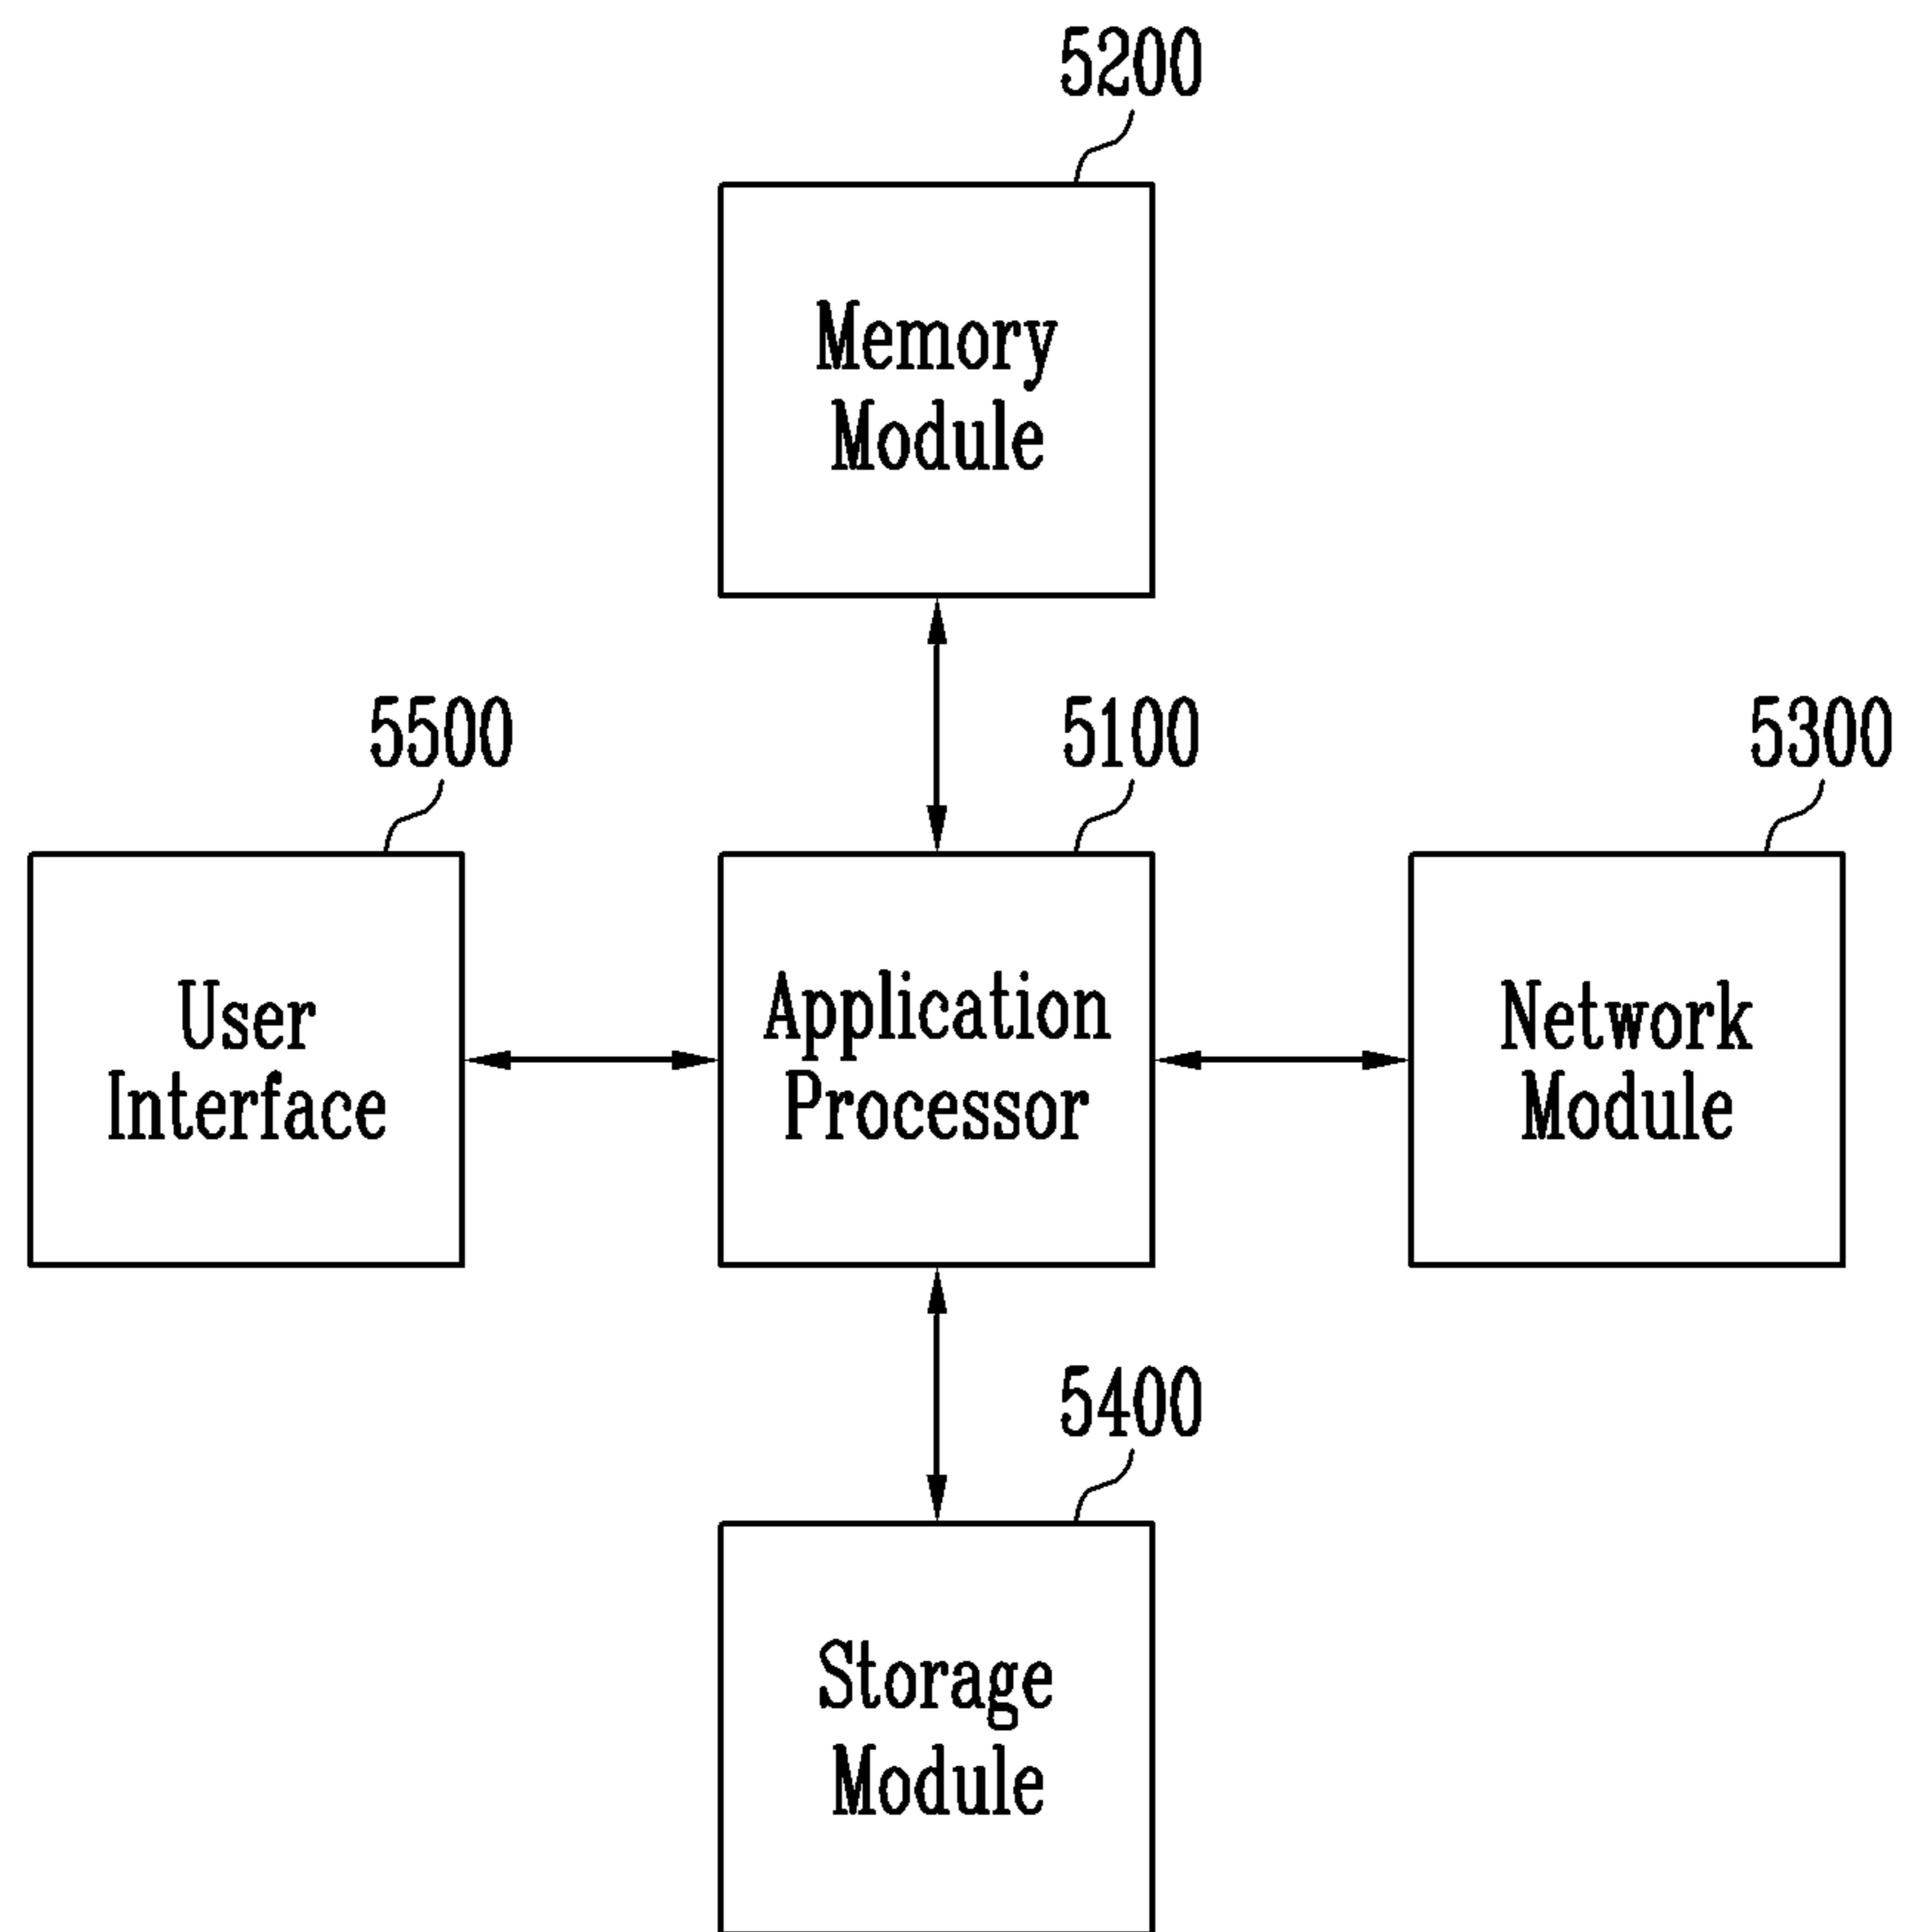 5200
Memory
Module
5500
5100
5300
User
Interface
Application
Processor
Network
Module
5400
Storage
Module